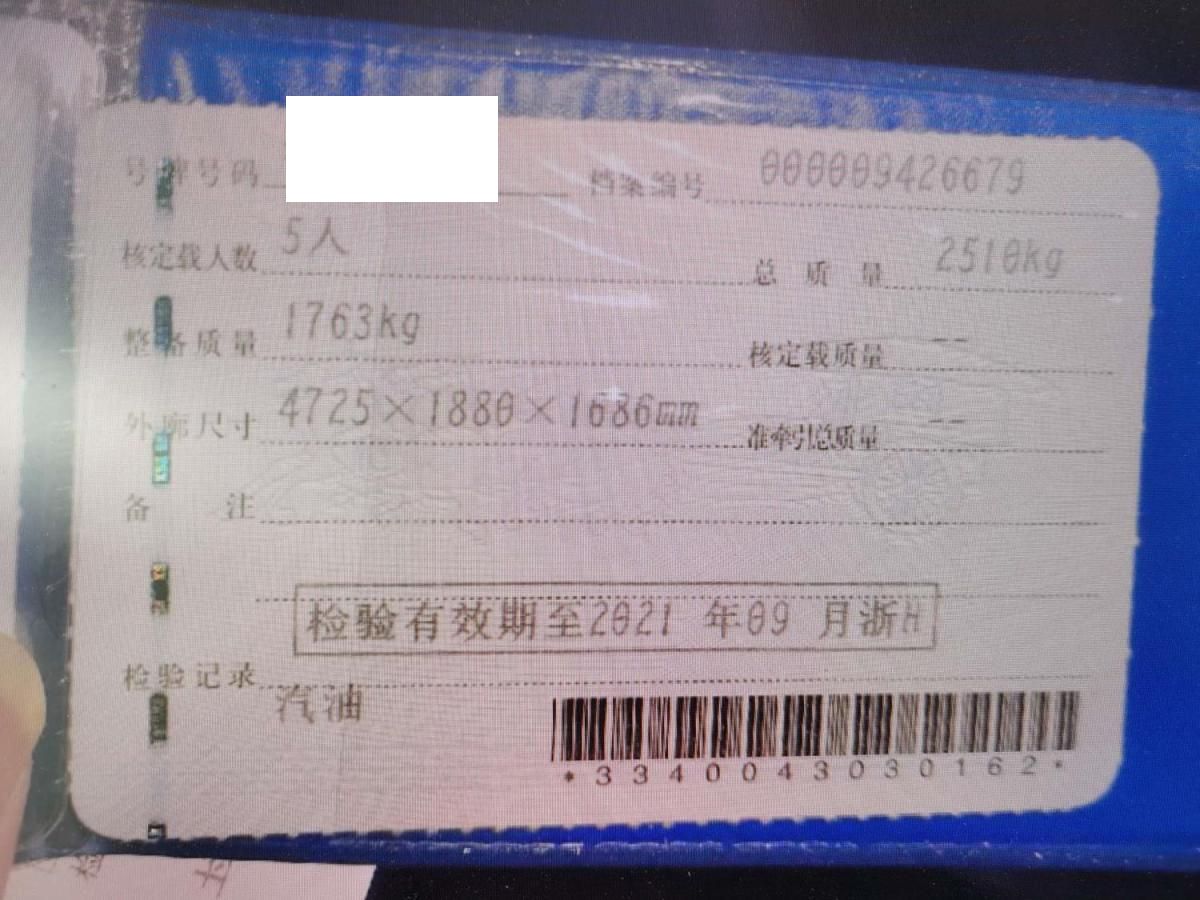 号牌号码 档案编号 000009426679
核定载人数 5人 总质量 2510kg
整备质量 1763kg 核定载质量 --
外廓尺寸 4725×1880×1686mm 准牵引总质量 --
备注
检验有效期至2021 年09 月浙H
检验记录
汽油
*3340043030162*